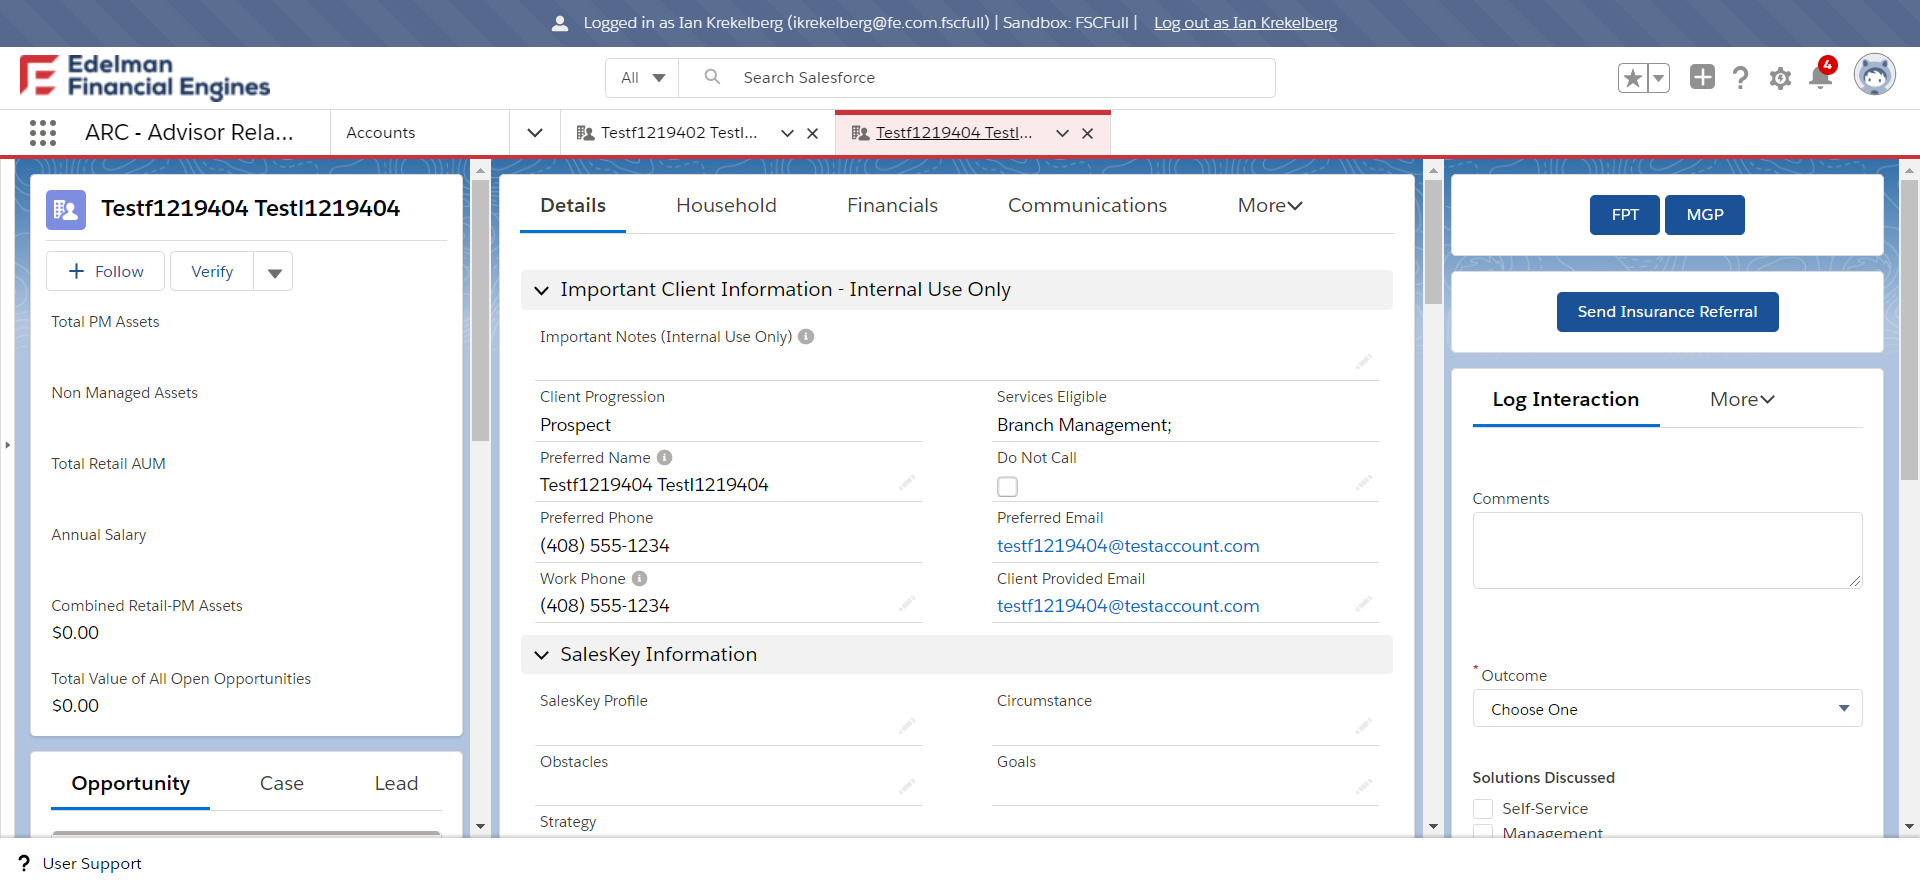 Logged in as Ian Krekelberg (ikrekelberg@fe.com.fscfull) | Sandbox: FSCFull | Log out as Ian Krekelberg
Edelman
Financial Engines
All
Search Salesforce
4
ARC - Advisor Rela...
Accounts
Testf1219402 Testl...
Testf1219404 Testl...
Testf1219404 Testl1219404
Follow
Verify
Total PM Assets
Non Managed Assets
Total Retail AUM
Annual Salary
Combined Retail-PM Assets
$0.00
Total Value of All Open Opportunities
$0.00
Opportunity
Case
Lead
Details
Household
Financials
Communications
More
Important Client Information - Internal Use Only
Important Notes (Internal Use Only)
Client Progression
Prospect
Services Eligible
Branch Management;
Preferred Name
Testf1219404 Testl1219404
Do Not Call
Preferred Phone
(408) 555-1234
Preferred Email
testf1219404@testaccount.com
Work Phone
(408) 555-1234
Client Provided Email
testf1219404@testaccount.com
SalesKey Information
SalesKey Profile
Circumstance
Obstacles
Goals
Strategy
FPT
MGP
Send Insurance Referral
Log Interaction
More
Comments
* Outcome
Choose One
Solutions Discussed
Self-Service
Management
? User Support